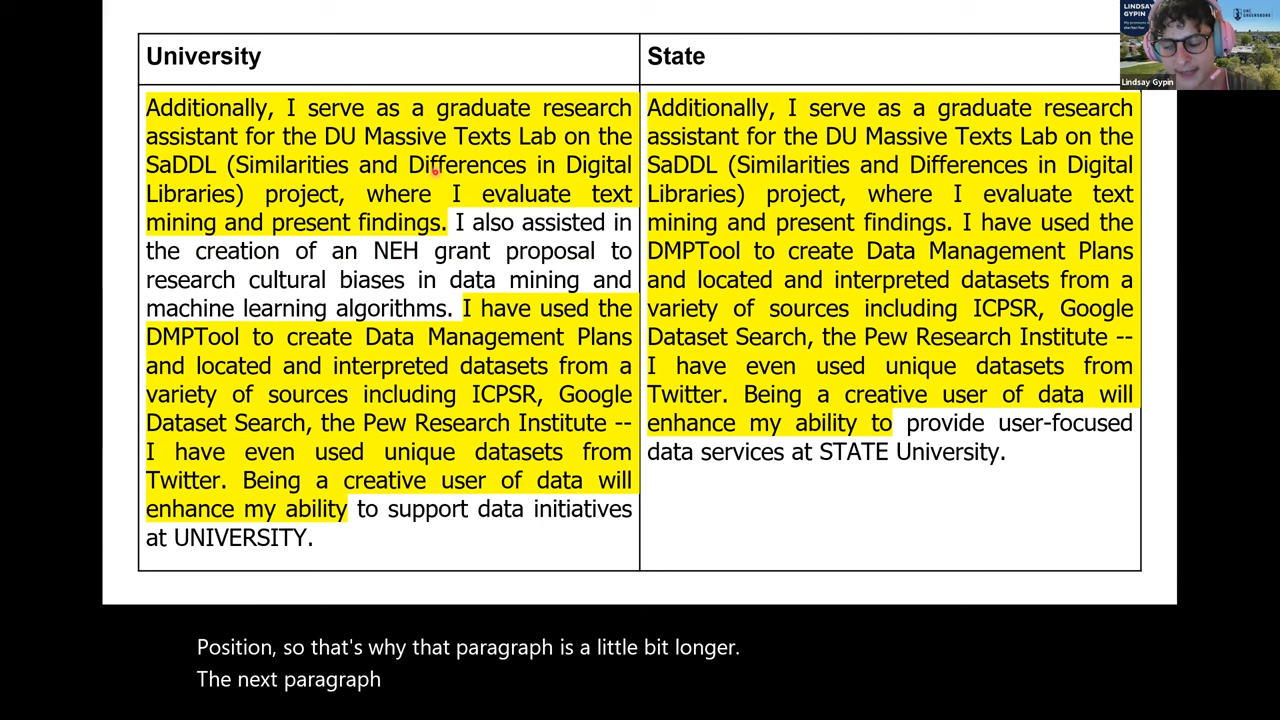 University
Additionally, I serve as a graduate research
assistant for the DU Massive Texts Lab on the
SaDDL (Similarities and Differences in Digital
Libraries) project, where I evaluate text
mining and present findings. I also assisted in
the creation of an NEH grant proposal to
research cultural biases in data mining and
machine learning algorithms. I have used the
DMPTool to create Data Management Plans
and located and interpreted datasets from a
variety of sources including ICPSR, Google
Dataset Search, the Pew Research Institute --
I have even used unique datasets from
Twitter. Being a creative user of data will
enhance my ability to support data initiatives
at UNIVERSITY.
State
Additionally, I serve as a graduate research
assistant for the DU Massive Texts Lab on the
SaDDL (Similarities and Differences in Digital
Libraries) project, where I evaluate text
mining and present findings. I have used the
DMPTool to create Data Management Plans
and located and interpreted datasets from a
variety of sources including ICPSR, Google
Dataset Search, the Pew Research Institute --
I have even used unique datasets from
Twitter. Being a creative user of data will
enhance my ability to provide user-focused
data services at STATE University.
LINDSAY
GYPIN
UNC
GREENSBORO
Lindsay Gypin
Position, so that's why that paragraph is a little bit longer.
The next paragraph